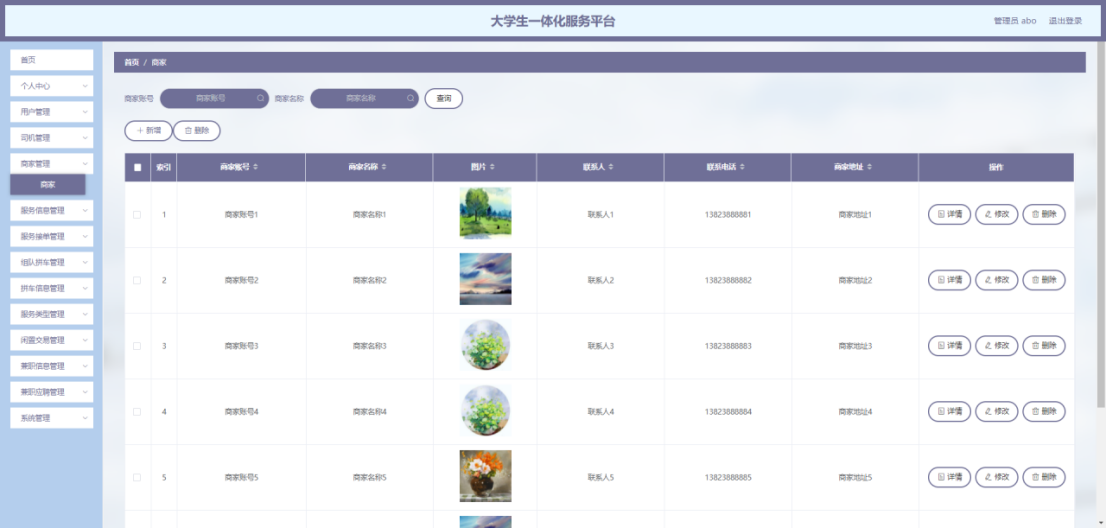 大学生一体化服务平台
管理员 abo 退出登录
首页
个人中心
用户管理
司机管理
商家管理
商家
服务信息管理
服务接单管理
组队拼车管理
拼车信息管理
服务类型管理
闲置交易管理
兼职信息管理
兼职应聘管理
系统管理
首页 / 商家
商家账号 商家账号 商家名称 商家名称 查询
+ 新增 删除
索引 商家账号 商家名称 图片 联系人 联系电话 商家地址 操作
1 商家账号1 商家名称1 联系人1 13823888881 商家地址1 详情 修改 删除
2 商家账号2 商家名称2 联系人2 13823888882 商家地址2 详情 修改 删除
3 商家账号3 商家名称3 联系人3 13823888883 商家地址3 详情 修改 删除
4 商家账号4 商家名称4 联系人4 13823888884 商家地址4 详情 修改 删除
5 商家账号5 商家名称5 联系人5 13823888885 商家地址5 详情 修改 删除